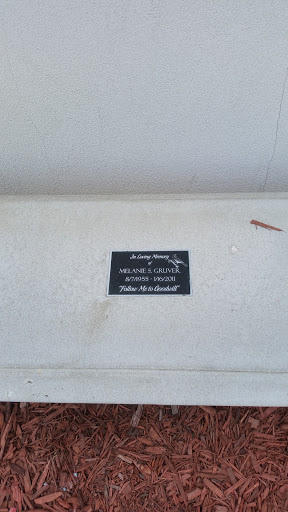 In Loving Memory
of
MELANIE S. GRUVER
8/7/1955 - 1/16/2011
"Follow Me to Goodwill"